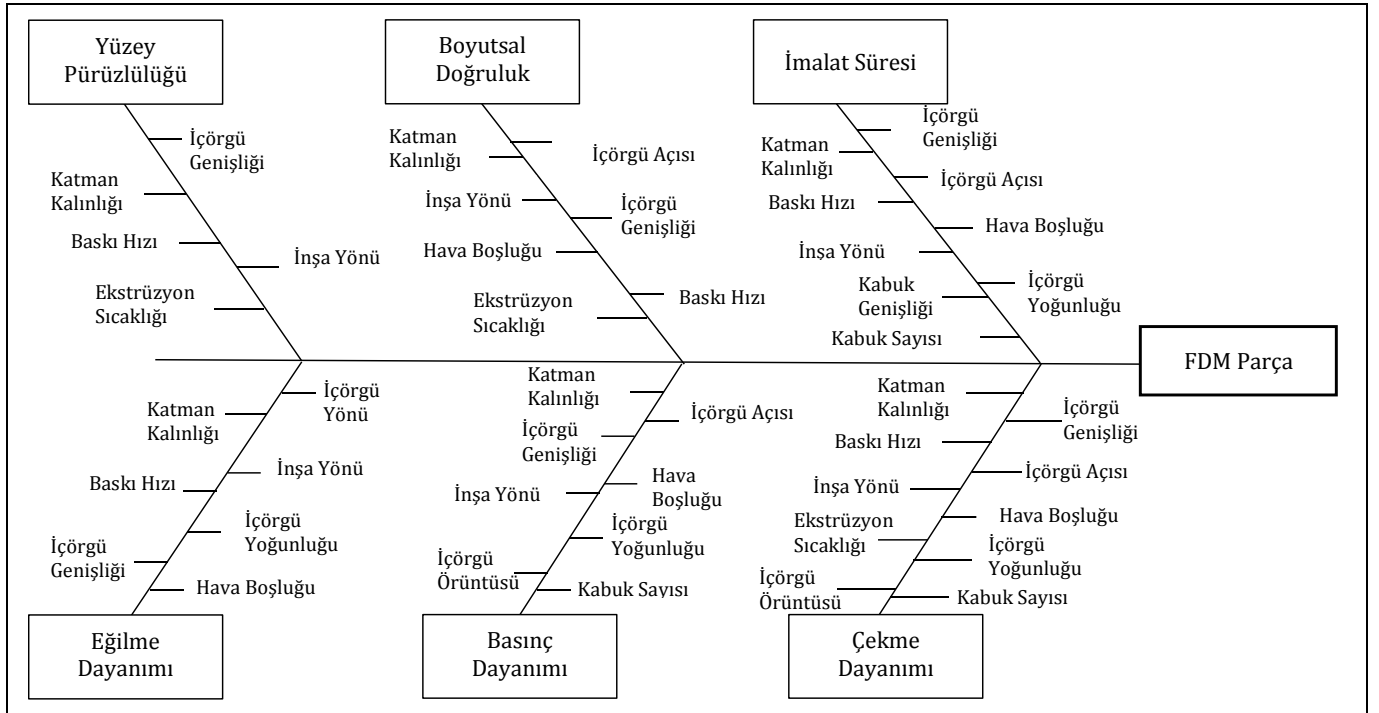 Yüzey
Pürüzlülüğü
İçörgü
Genişliği
Katman
Kalınlığı
Baskı Hızı
İnşa Yönü
Ekstrüzyon
Sıcaklığı
Boyutsal
Doğruluk
Katman
Kalınlığı
İçörgü Açısı
İnşa Yönü
İçörgü
Genişliği
Hava Boşluğu
Baskı Hızı
Ekstrüzyon
Sıcaklığı
İmalat Süresi
İçörgü
Genişliği
Katman
Kalınlığı
İçörgü Açısı
Baskı Hızı
Hava Boşluğu
İnşa Yönü
İçörgü
Yoğunluğu
Kabuk
Genişliği
Kabuk Sayısı
FDM Parça
İçörgü
Yönü
Katman
Kalınlığı
İnşa Yönü
Baskı Hızı
İçörgü
Yoğunluğu
İçörgü
Genişliği
Hava Boşluğu
Eğilme
Dayanımı
Katman
Kalınlığı
İçörgü Açısı
İçörgü
Genişliği
Hava
Boşluğu
İnşa Yönü
İçörgü
Yoğunluğu
İçörgü
Örüntüsü
Kabuk Sayısı
Basınç
Dayanımı
Katman
Kalınlığı
İçörgü
Genişliği
Baskı Hızı
İçörgü Açısı
İnşa Yönü
Hava Boşluğu
Ekstrüzyon
Sıcaklığı
İçörgü
Yoğunluğu
İçörgü
Örüntüsü
Kabuk Sayısı
Çekme
Dayanımı